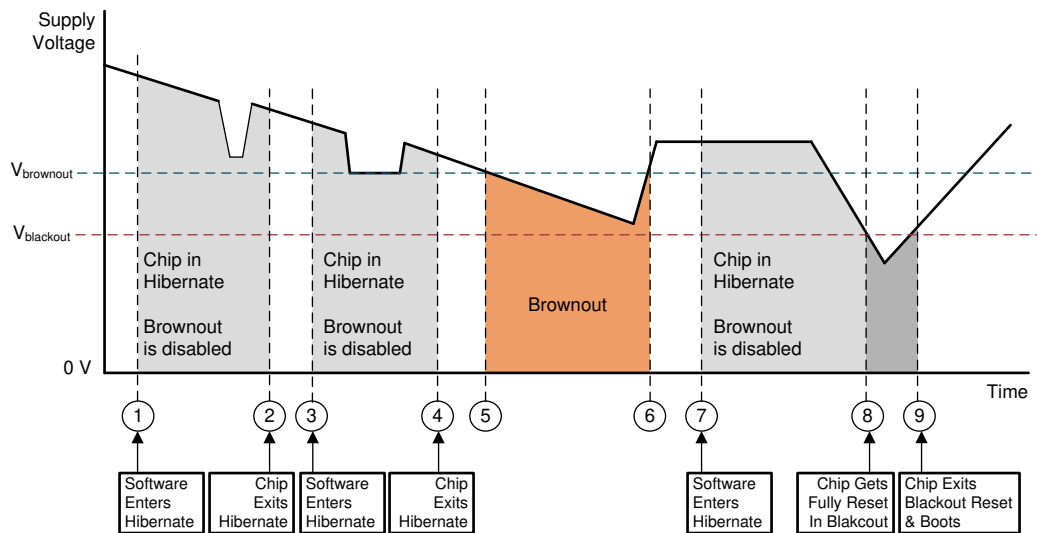 Supply
Voltage
Vbrownout
Vblackout
Chip in
Hibernate
Brownout
is disabled
Chip in
Hibernate
Brownout
is disabled
Brownout
Chip in
Hibernate
Brownout
is disabled
0 V
Time
1
2
3
4
5
6
7
8
9
Software
Enters
Hibernate
Chip
Exits
Hibernate
Software
Enters
Hibernate
Chip
Exits
Hibernate
Software
Enters
Hibernate
Chip Gets
Fully Reset
In Blakcout
Chip Exits
Blackout Reset
& Boots